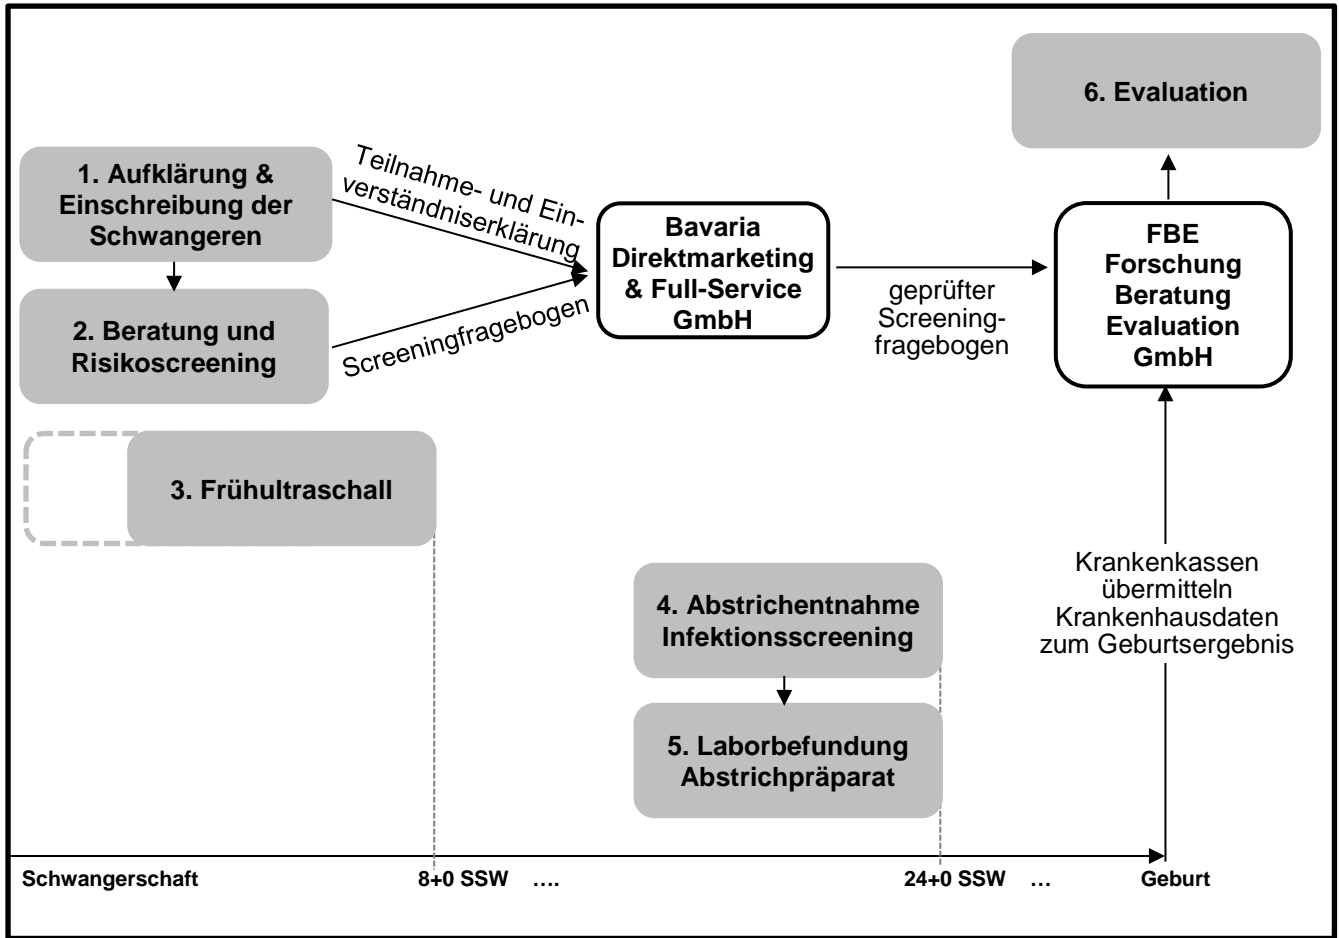 6. Evaluation
1. Aufklärung &
Einschreibung der
Schwangeren
Teilnahme- und Ein-
verständniserklärung
Bavaria
Direktmarketing
& Full-Service
GmbH
FBE
Forschung
Beratung
Evaluation
GmbH
geprüfter
Screening-
fragebogen
2. Beratung und
Risikoscreening
Screeningfragebogen
3. Frühultraschall
Krankenkassen
übermitteln
Krankenhausdaten
zum Geburtsergebnis
4. Abstrichentnahme
Infektionsscreening
5. Laborbefundung
Abstrichpräparat
Schwangerschaft 8+0 SSW .... 24+0 SSW ... Geburt